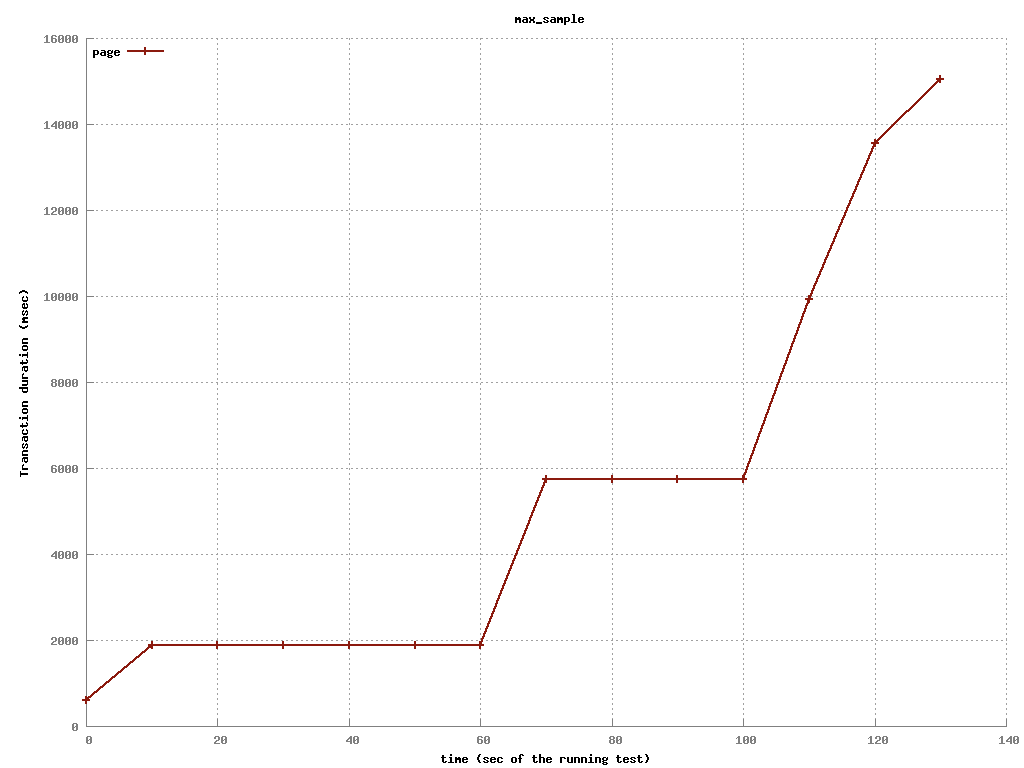 max_sample
page
16000
14000
12000
10000
8000
6000
4000
2000
0
Transaction duration (msec)
0 20 40 60 80 100 120 140
time (sec of the running test)